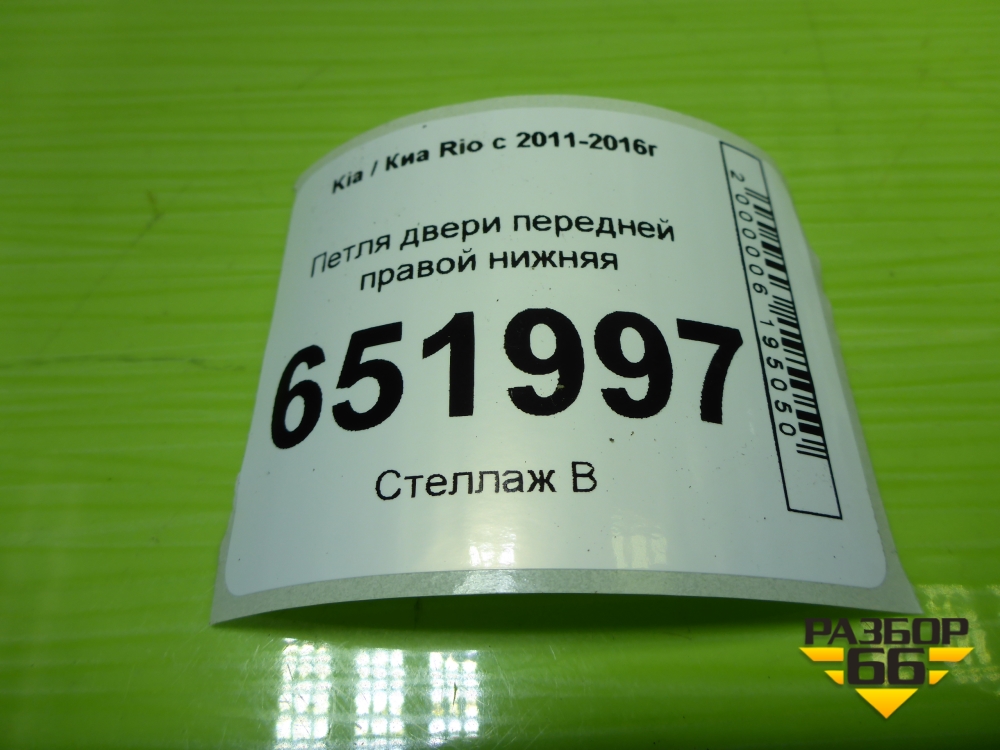 Kia / Киа Rio с 2011-2016г
Петля двери передней
правой нижняя
651997
Стеллаж В
2000006195050
РАЗБОР
66